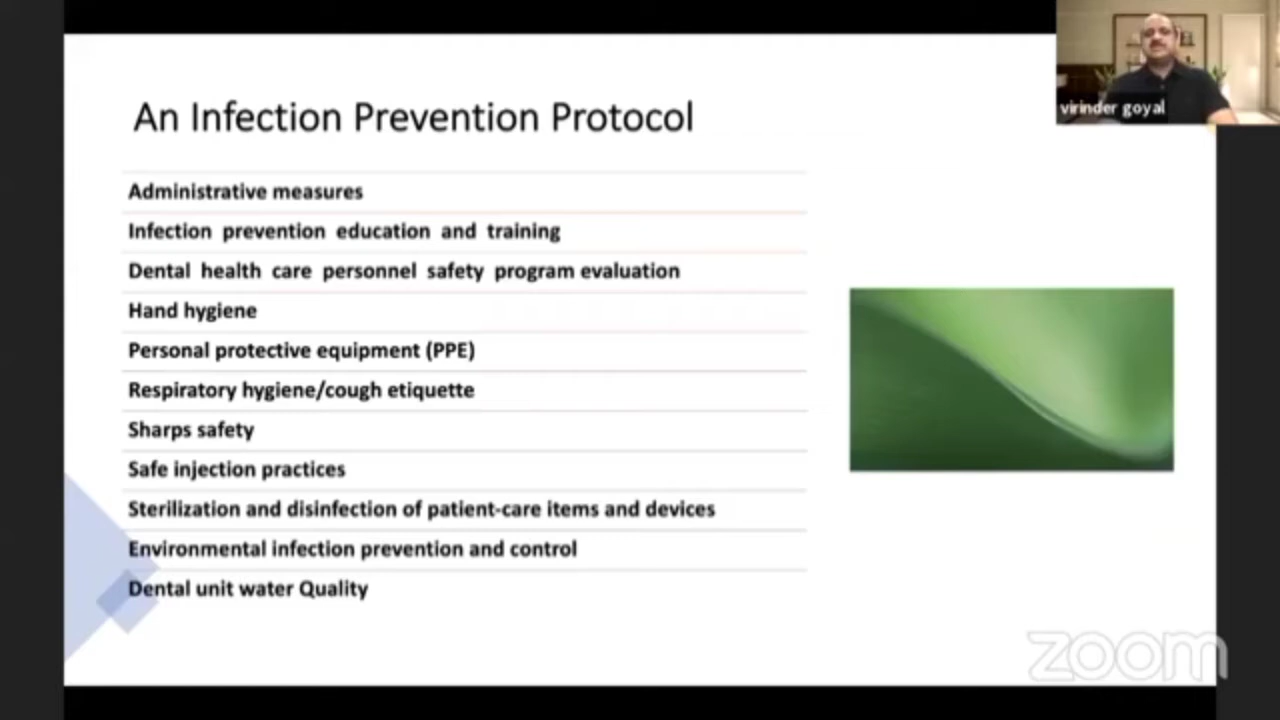 An Infection Prevention Protocol
Administrative measures
Infection prevention education and training
Dental health care personnel safety program evaluation
Hand hygiene
Personal protective equipment (PPE)
Respiratory hygiene/cough etiquette
Sharps safety
Safe injection practices
Sterilization and disinfection of patient-care items and devices
Environmental infection prevention and control
Dental unit water Quality
virinder goyal
zoom